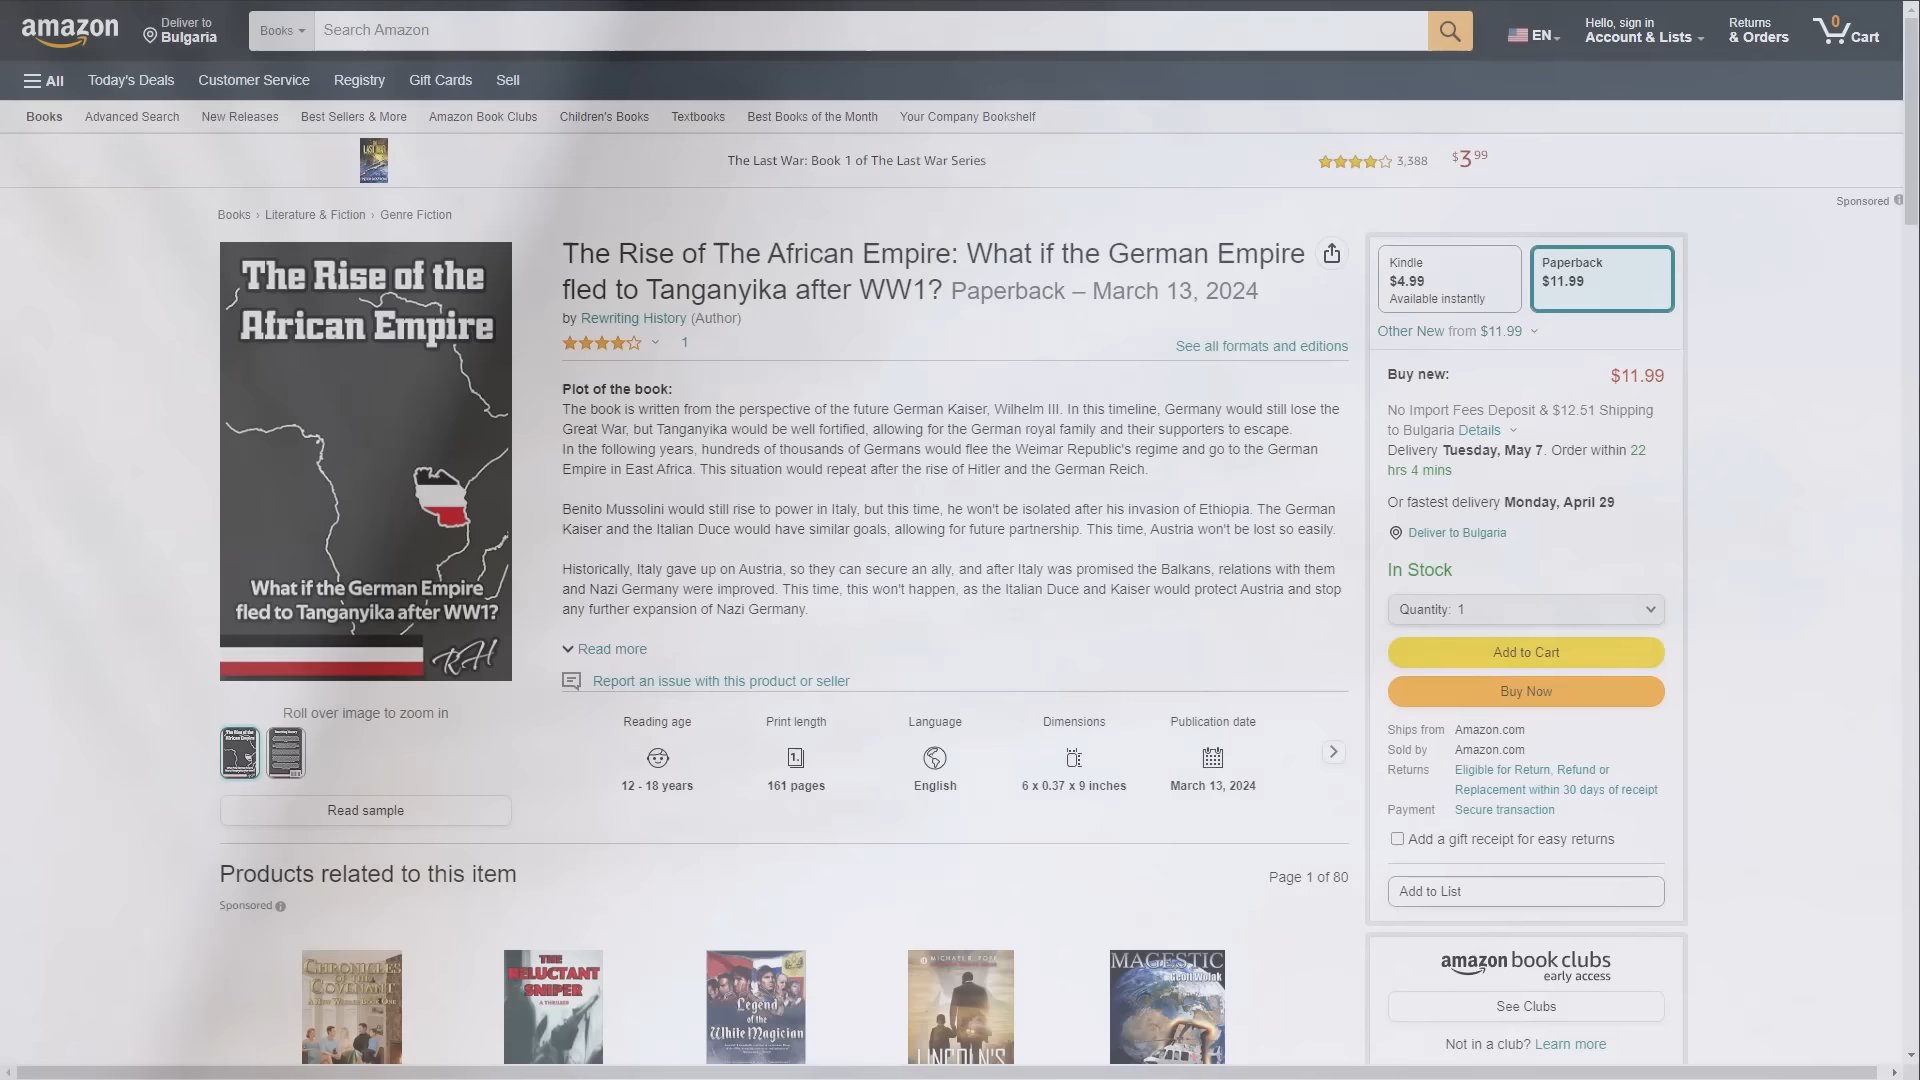 amazon
Deliver to
Bulgaria
Books
Search Amazon
EN
Hello, sign in
Account & Lists
Returns
& Orders
0
Cart
All
Today's Deals
Customer Service
Registry
Gift Cards
Sell
Books
Advanced Search
New Releases
Best Sellers & More
Amazon Book Clubs
Children's Books
Textbooks
Best Books of the Month
Your Company Bookshelf
The Last War: Book 1 of The Last War Series
3,388
$3 99
Sponsored
Books › Literature & Fiction › Genre Fiction
The Rise of the
African Empire
What if the German Empire
fled to Tanganyika after WW1?
RH
Roll over image to zoom in
Read sample
The Rise of The African Empire: What if the German Empire
fled to Tanganyika after WW1? Paperback – March 13, 2024
by Rewriting History (Author)
1
See all formats and editions
Plot of the book:
The book is written from the perspective of the future German Kaiser, Wilhelm III. In this timeline, Germany would still lose the
Great War, but Tanganyika would be well fortified, allowing for the German royal family and their supporters to escape.
In the following years, hundreds of thousands of Germans would flee the Weimar Republic's regime and go to the German
Empire in East Africa. This situation would repeat after the rise of Hitler and the German Reich.
Benito Mussolini would still rise to power in Italy, but this time, he won't be isolated after his invasion of Ethiopia. The German
Kaiser and the Italian Duce would have similar goals, allowing for future partnership. This time, Austria won't be lost so easily.
Historically, Italy gave up on Austria, so they can secure an ally, and after Italy was promised the Balkans, relations with them
and Nazi Germany were improved. This time, this won't happen, as the Italian Duce and Kaiser would protect Austria and stop
any further expansion of Nazi Germany.
Read more
Report an issue with this product or seller
Reading age
12 - 18 years
Print length
1.
161 pages
Language
English
Dimensions
6 x 0.37 x 9 inches
Publication date
March 13, 2024
Kindle
$4.99
Available instantly
Paperback
$11.99
Other New from $11.99
Buy new:
$11.99
No Import Fees Deposit & $12.51 Shipping
to Bulgaria Details
Delivery Tuesday, May 7. Order within 22
hrs 4 mins
Or fastest delivery Monday, April 29
Deliver to Bulgaria
In Stock
Quantity: 1
Add to Cart
Buy Now
Ships from Amazon.com
Sold by Amazon.com
Returns Eligible for Return, Refund or
Replacement within 30 days of receipt
Payment Secure transaction
Add a gift receipt for easy returns
Add to List
amazon book clubs
early access
See Clubs
Not in a club? Learn more
Products related to this item
Page 1 of 80
Sponsored
CHRONICLES
OF THE
COVENANT
THE
RELUCTANT
SNIPER
A THRILLER
Legend
of the
White Magician
MICHAEL R. POPE
LINCOLN'S
MAGESTIC
Geoff Wolak